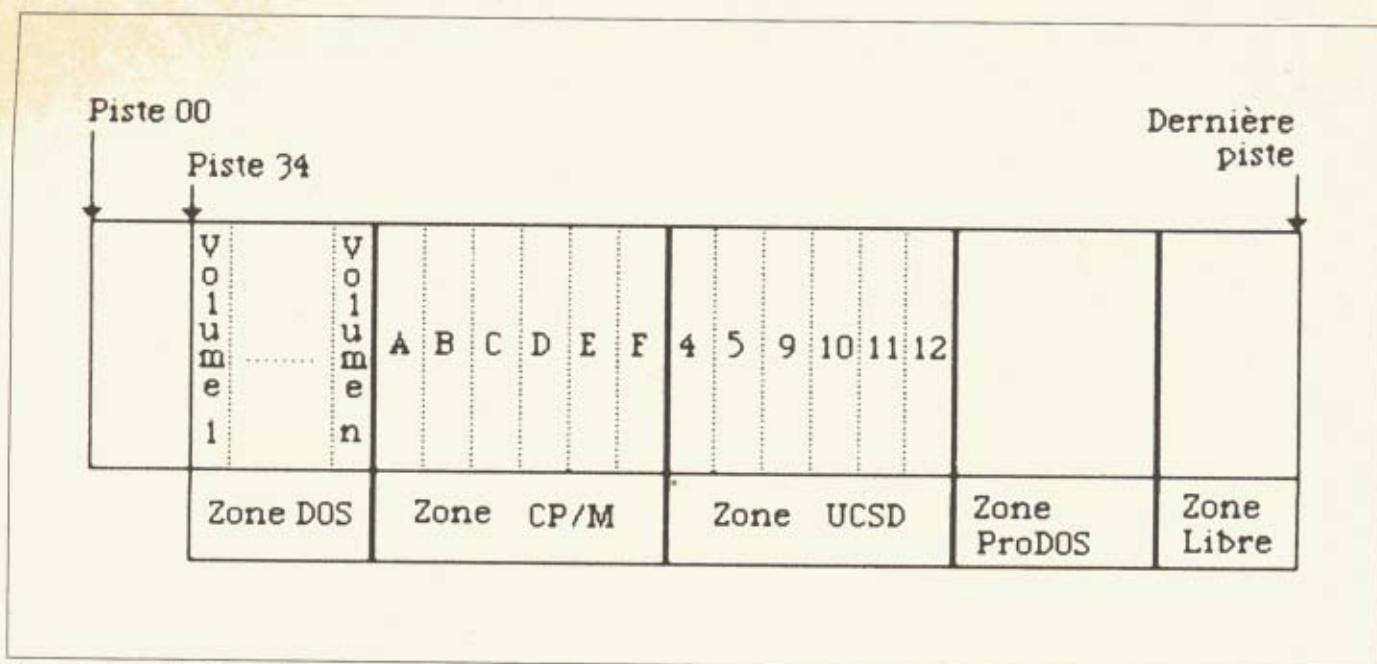 Piste 00
Piste 34
Dernière
piste
Volume 1
........
Volume n
A B C D E F 4 5 9 10 11 12
Zone DOS
Zone CP/M
Zone UCSD
Zone
ProDOS
Zone
Libre